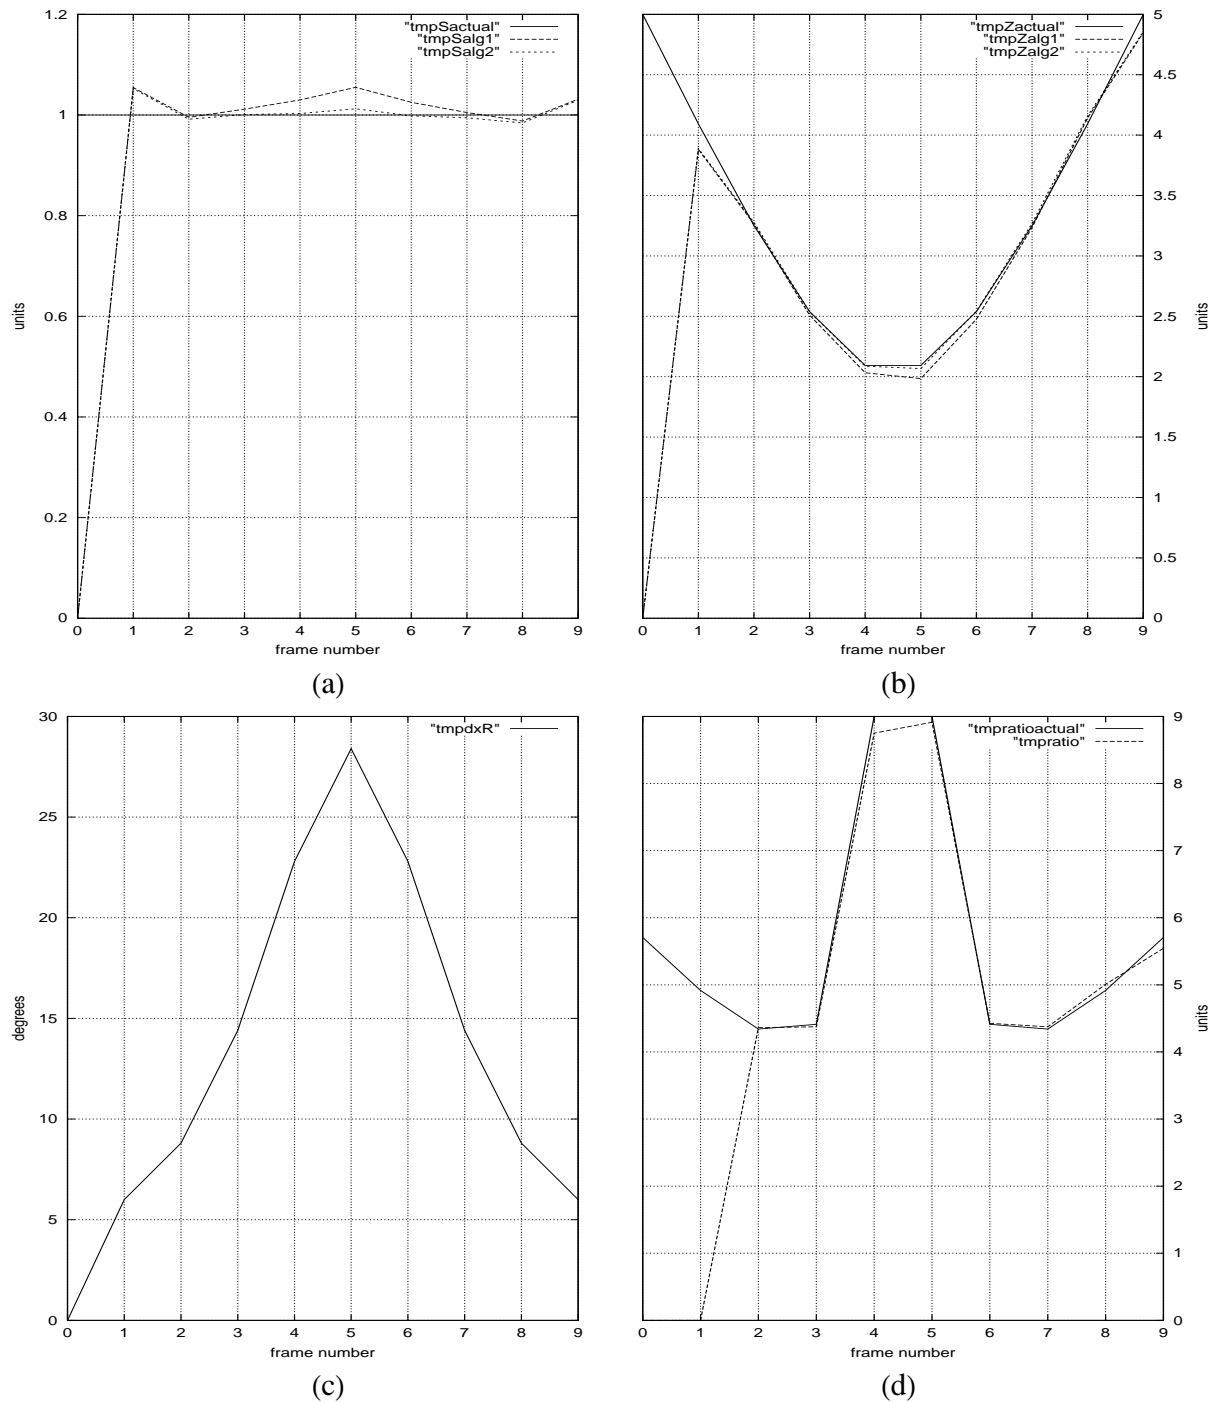 "tmpSactual"
"tmpSalg1"
"tmpSalg2"
1.2
1
0.8
0.6
0.4
0.2
0
units
0 1 2 3 4 5 6 7 8 9
frame number
(a)
"tmpZactual"
"tmpZalg1"
"tmpZalg2"
5
4.5
4
3.5
3
2.5
2
1.5
1
0.5
0
units
0 1 2 3 4 5 6 7 8 9
frame number
(b)
"tmpdxR"
30
25
20
15
10
5
0
degrees
0 1 2 3 4 5 6 7 8 9
frame number
(c)
"tmpratioactual"
"tmpratio"
9
8
7
6
5
4
3
2
1
0
units
0 1 2 3 4 5 6 7 8 9
frame number
(d)